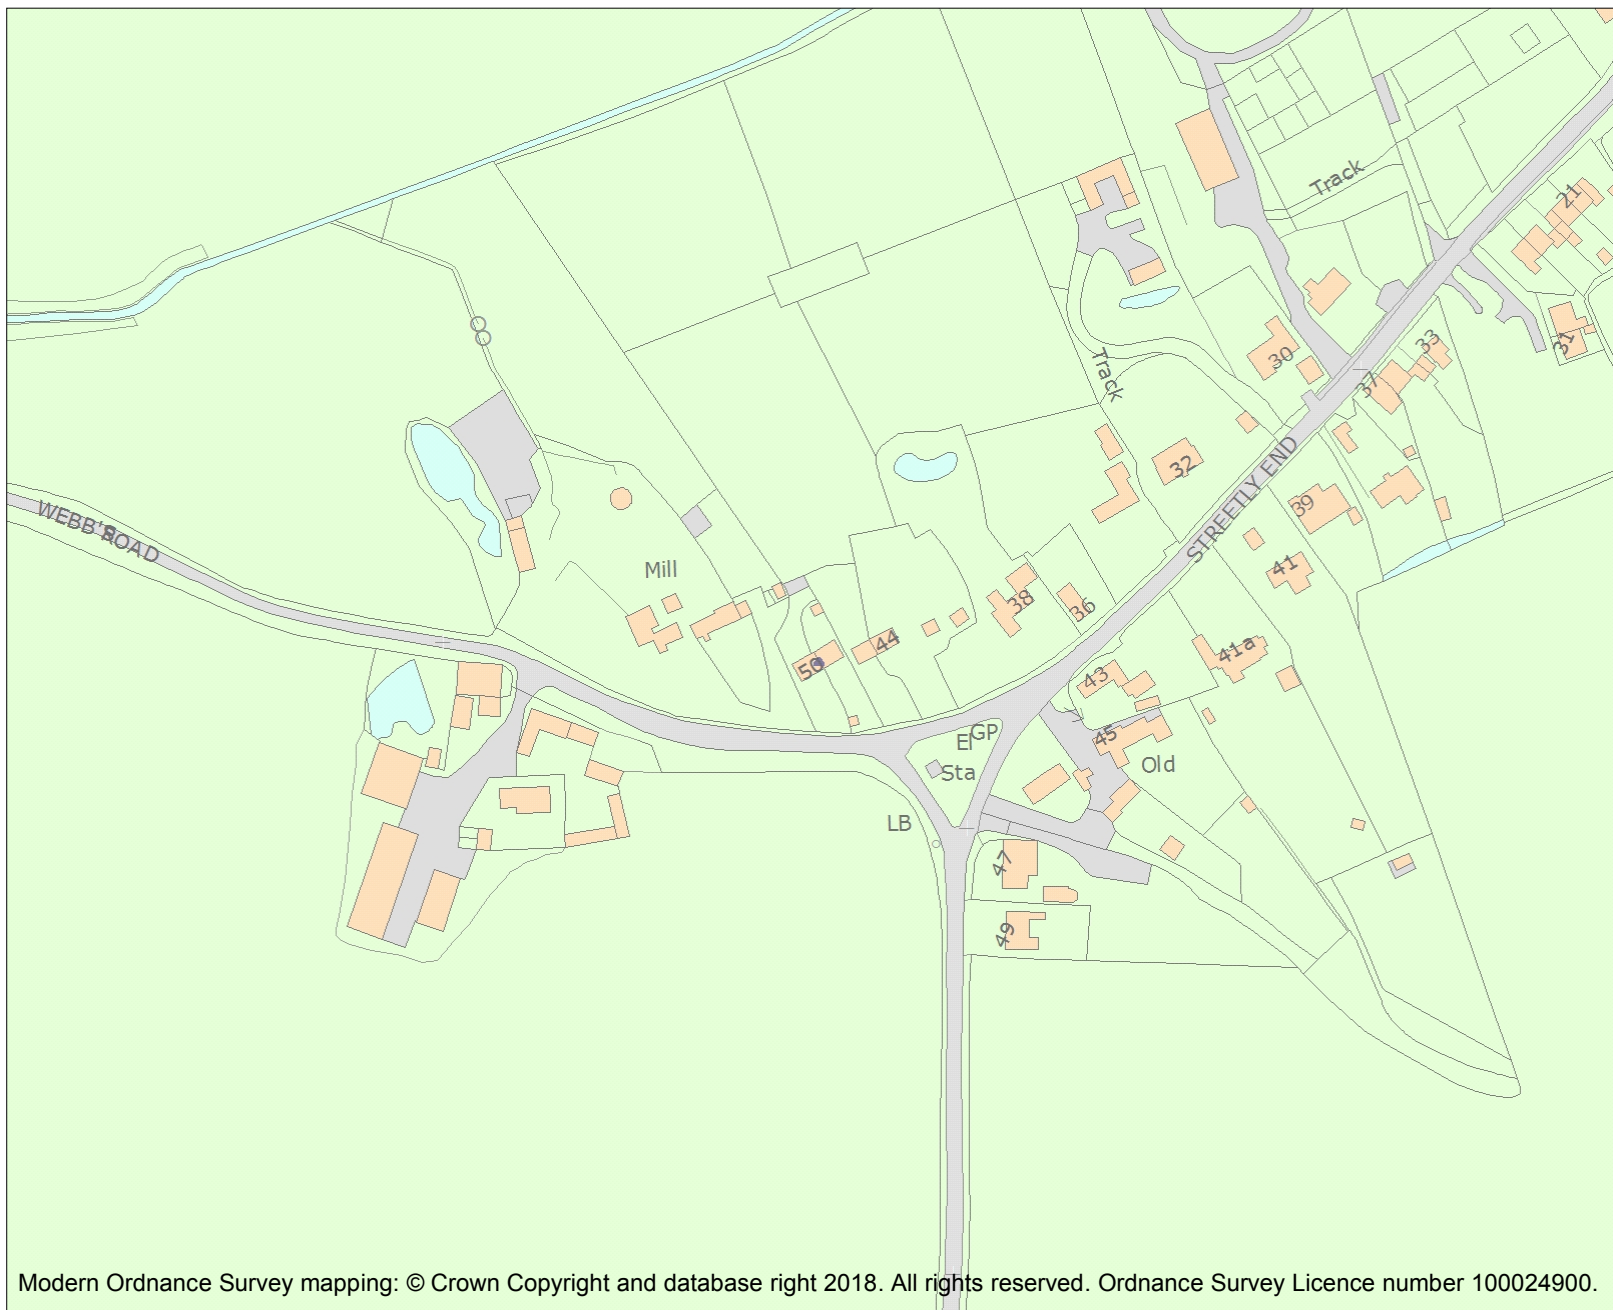 Track
21
30
33
31
37
Track
32
STREETLY END
39
WEBB'S ROAD
Mill
41
38
36
44
50
41a
43
GP
El
Sta
45
Old
LB
47
49
Modern Ordnance Survey mapping: © Crown Copyright and database right 2018. All rights reserved. Ordnance Survey Licence number 100024900.